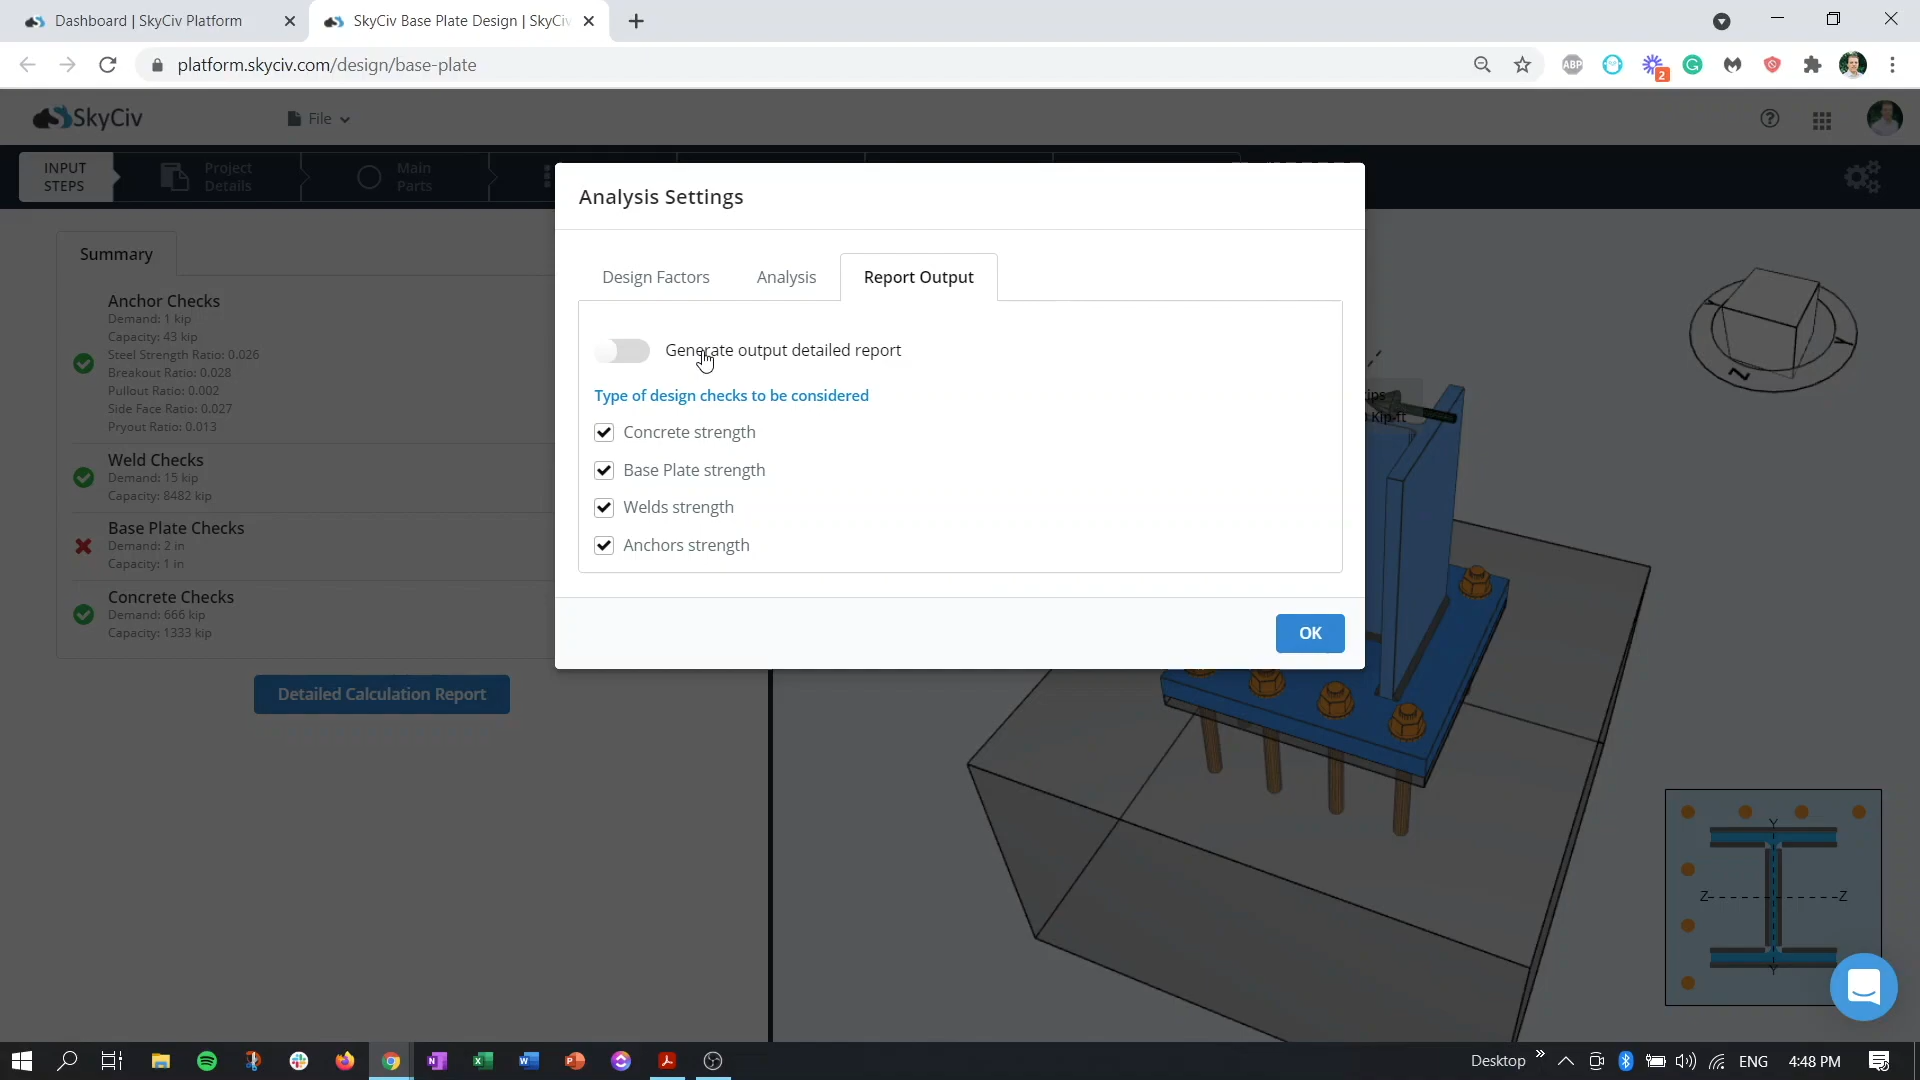 Dashboard | SkyCiv Platform
SkyCiv Base Plate Design | SkyCiv
platform.skyciv.com/design/base-plate
ABP
2
SkyCiv
File
INPUT
STEPS
Project
Details
Main
Parts
Analysis Settings
Summary
Anchor Checks
Demand: 1 kip
Capacity: 43 kip
Steel Strength Ratio: 0.026
Breakout Ratio: 0.028
Pullout Ratio: 0.002
Side Face Ratio: 0.027
Pryout Ratio: 0.013
Weld Checks
Demand: 15 kip
Capacity: 8482 kip
Base Plate Checks
Demand: 2 in
Capacity: 1 in
Concrete Checks
Demand: 666 kip
Capacity: 1333 kip
Detailed Calculation Report
Design Factors
Analysis
Report Output
Generate output detailed report
Type of design checks to be considered
Concrete strength
Base Plate strength
Welds strength
Anchors strength
OK
Kip-ft
Z
Y
Z
Z
Y
Desktop
ENG
4:48 PM